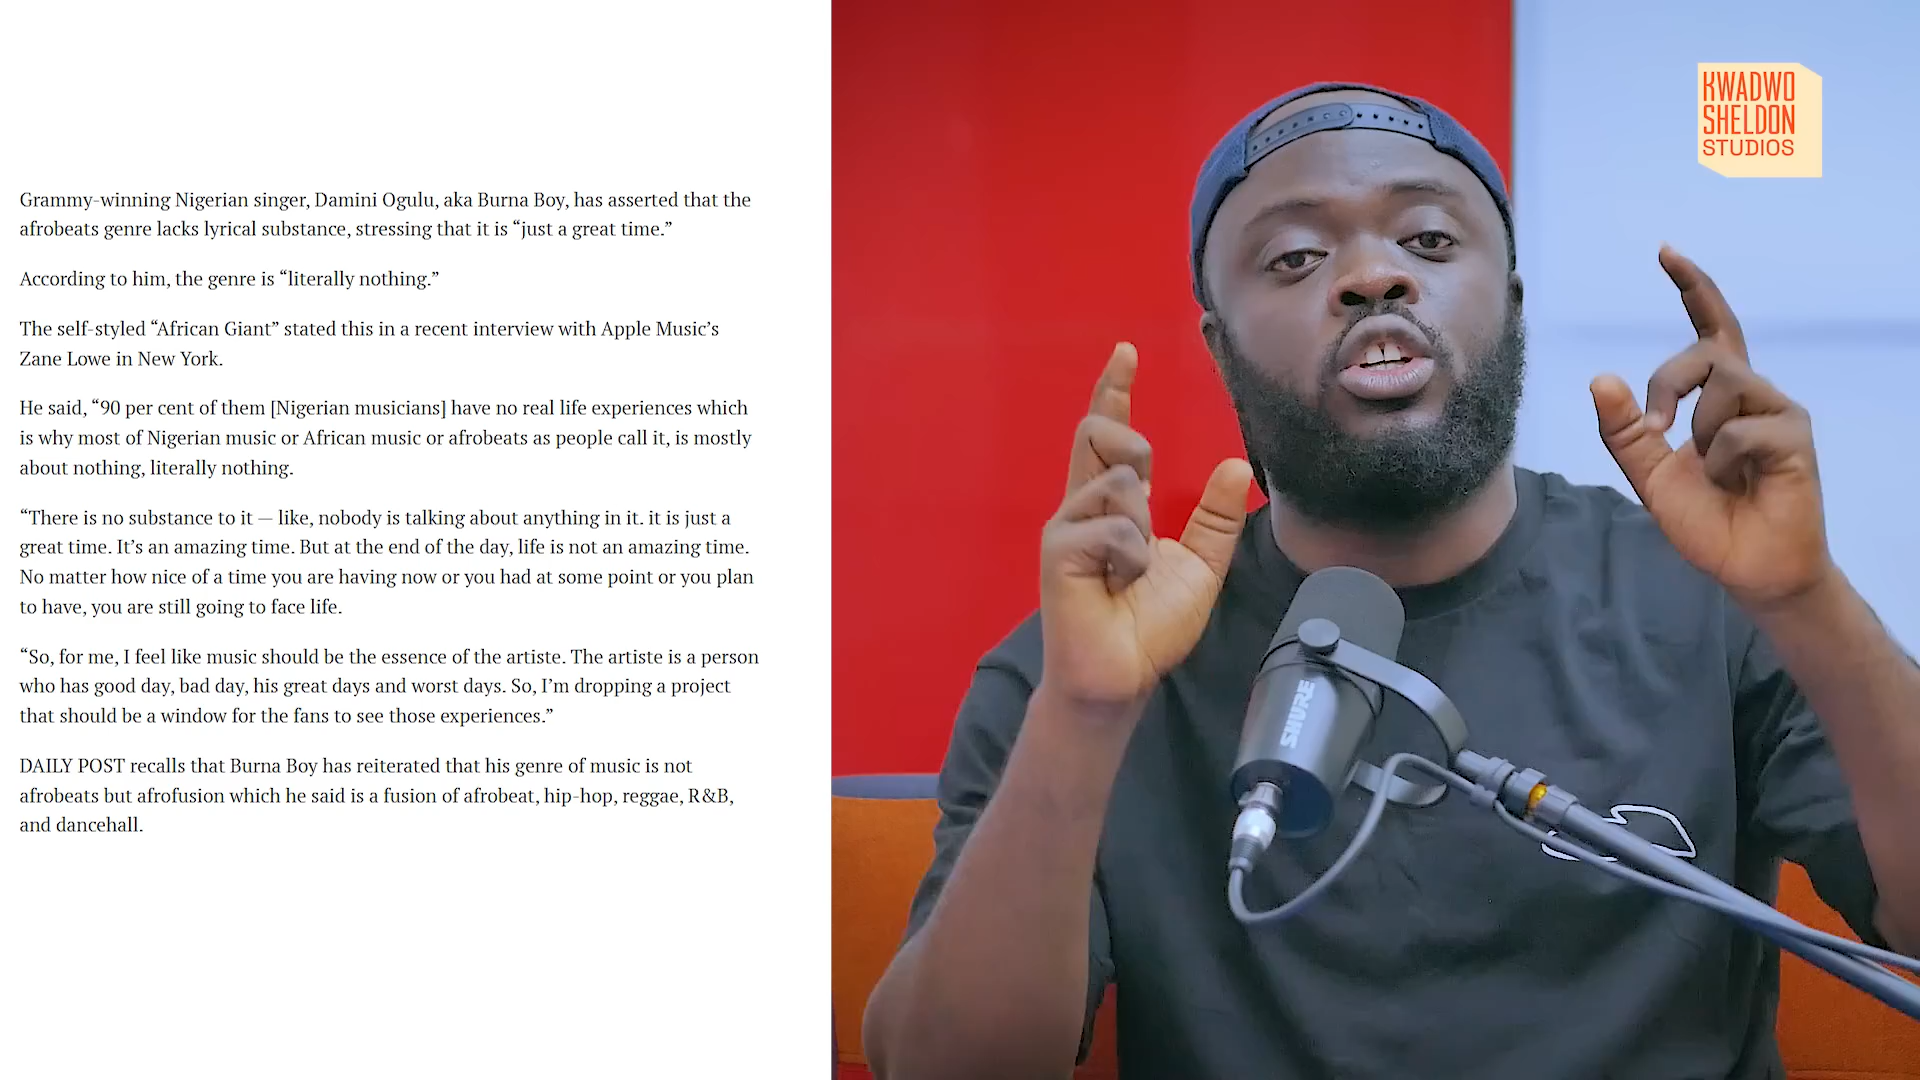 Grammy-winning Nigerian singer, Damini Ogulu, aka Burna Boy, has asserted that the
afrobeats genre lacks lyrical substance, stressing that it is “just a great time.”
According to him, the genre is “literally nothing.”
The self-styled “African Giant” stated this in a recent interview with Apple Music’s
Zane Lowe in New York.
He said, “90 per cent of them [Nigerian musicians] have no real life experiences which
is why most of Nigerian music or African music or afrobeats as people call it, is mostly
about nothing, literally nothing.
“There is no substance to it — like, nobody is talking about anything in it. it is just a
great time. It’s an amazing time. But at the end of the day, life is not an amazing time.
No matter how nice of a time you are having now or you had at some point or you plan
to have, you are still going to face life.
“So, for me, I feel like music should be the essence of the artiste. The artiste is a person
who has good day, bad day, his great days and worst days. So, I’m dropping a project
that should be a window for the fans to see those experiences.”
DAILY POST recalls that Burna Boy has reiterated that his genre of music is not
afrobeats but afrofusion which he said is a fusion of afrobeat, hip-hop, reggae, R&B,
and dancehall.
KWADWO
SHELDON
STUDIOS
SHURE